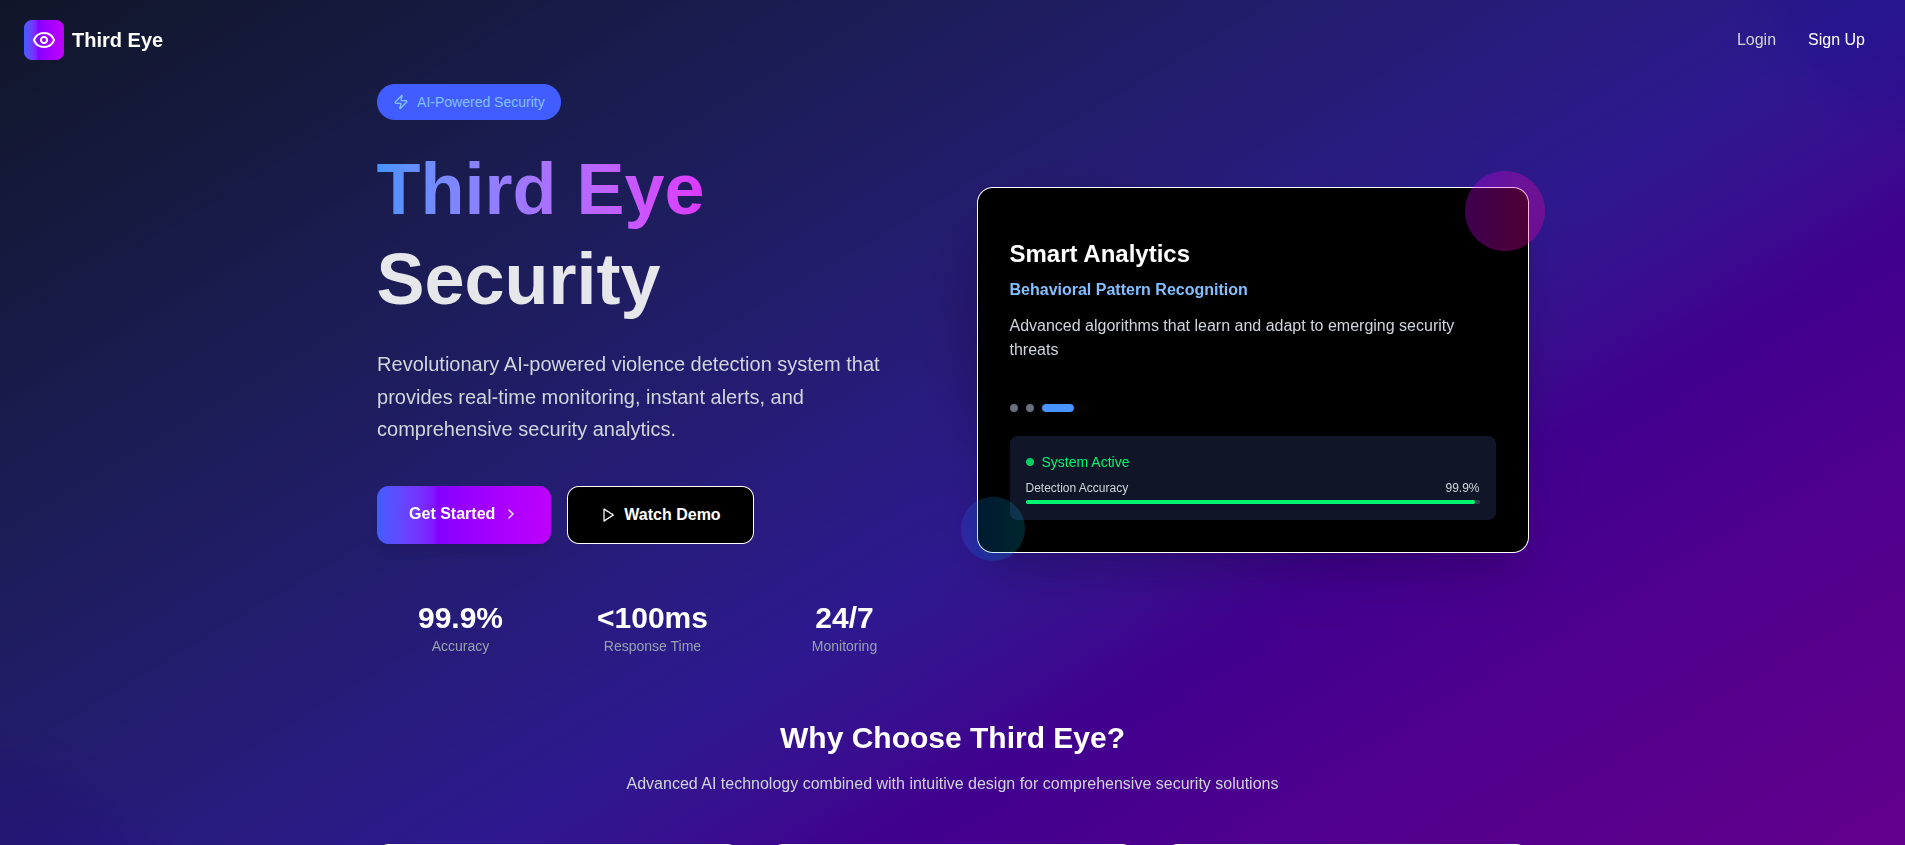 Third Eye
Login
Sign Up
AI-Powered Security
Third Eye
Security
Revolutionary AI-powered violence detection system that
provides real-time monitoring, instant alerts, and
comprehensive security analytics.
Get Started
Watch Demo
99.9%
Accuracy
<100ms
Response Time
24/7
Monitoring
Smart Analytics
Behavioral Pattern Recognition
Advanced algorithms that learn and adapt to emerging security
threats
System Active
Detection Accuracy
99.9%
Why Choose Third Eye?
Advanced AI technology combined with intuitive design for comprehensive security solutions